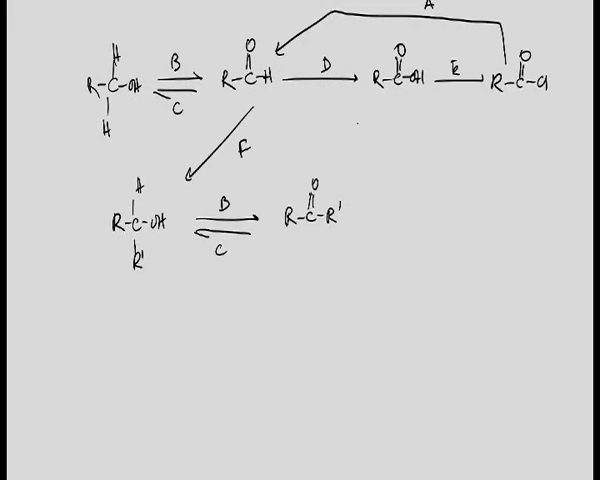 A
H O O O
B D E
R-C-OH R-C-H R-C-OH R-C-Cl
C
H
F
H O
B
R-C-OH R-C-R'
C
R'